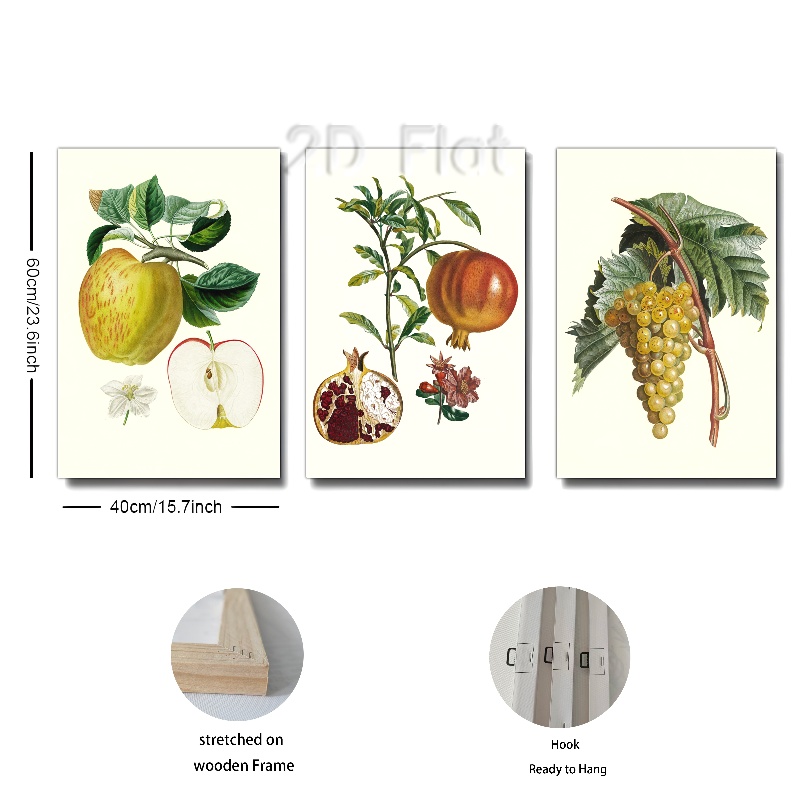 2D Flat
60cm/23.6inch
40cm/15.7inch
stretched on
wooden Frame
Hook
Ready to Hang